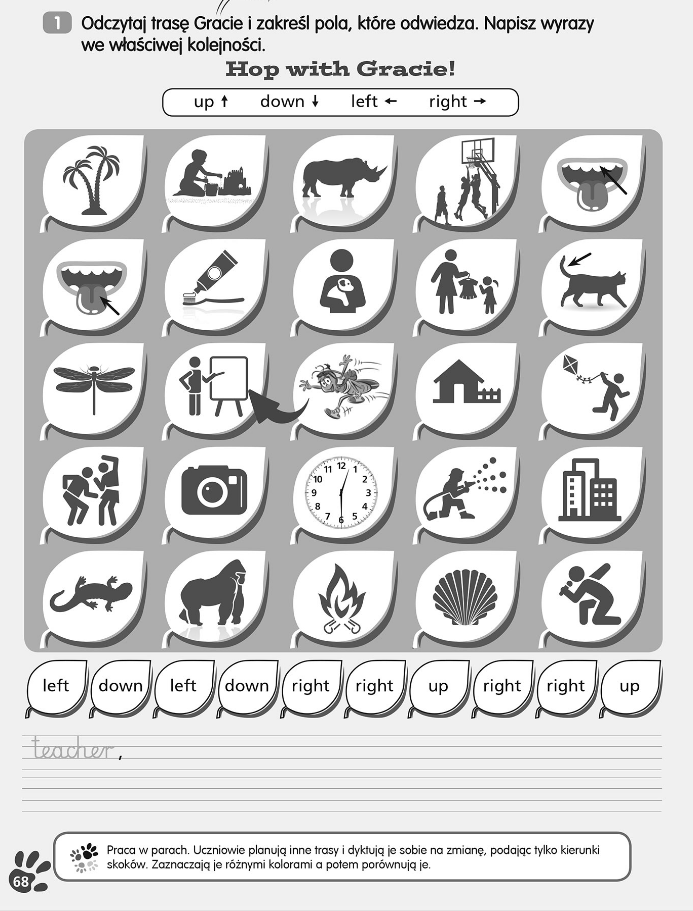 1 Odczytaj trasę Gracie i zakreśl pola, które odwiedza. Napisz wyrazy
we właściwej kolejności.
Hop with Gracie!
up ↑ down ↓ left ← right →
11 12 1
10 2
9 3
8 4
7 6 5
left down left down right right up right right up
teacher,
Praca w parach. Uczniowie planują inne trasy i dyktują je sobie na zmianę, podając tylko kierunki
skoków. Zaznaczają je różnymi kolorami a potem porównują je.
68